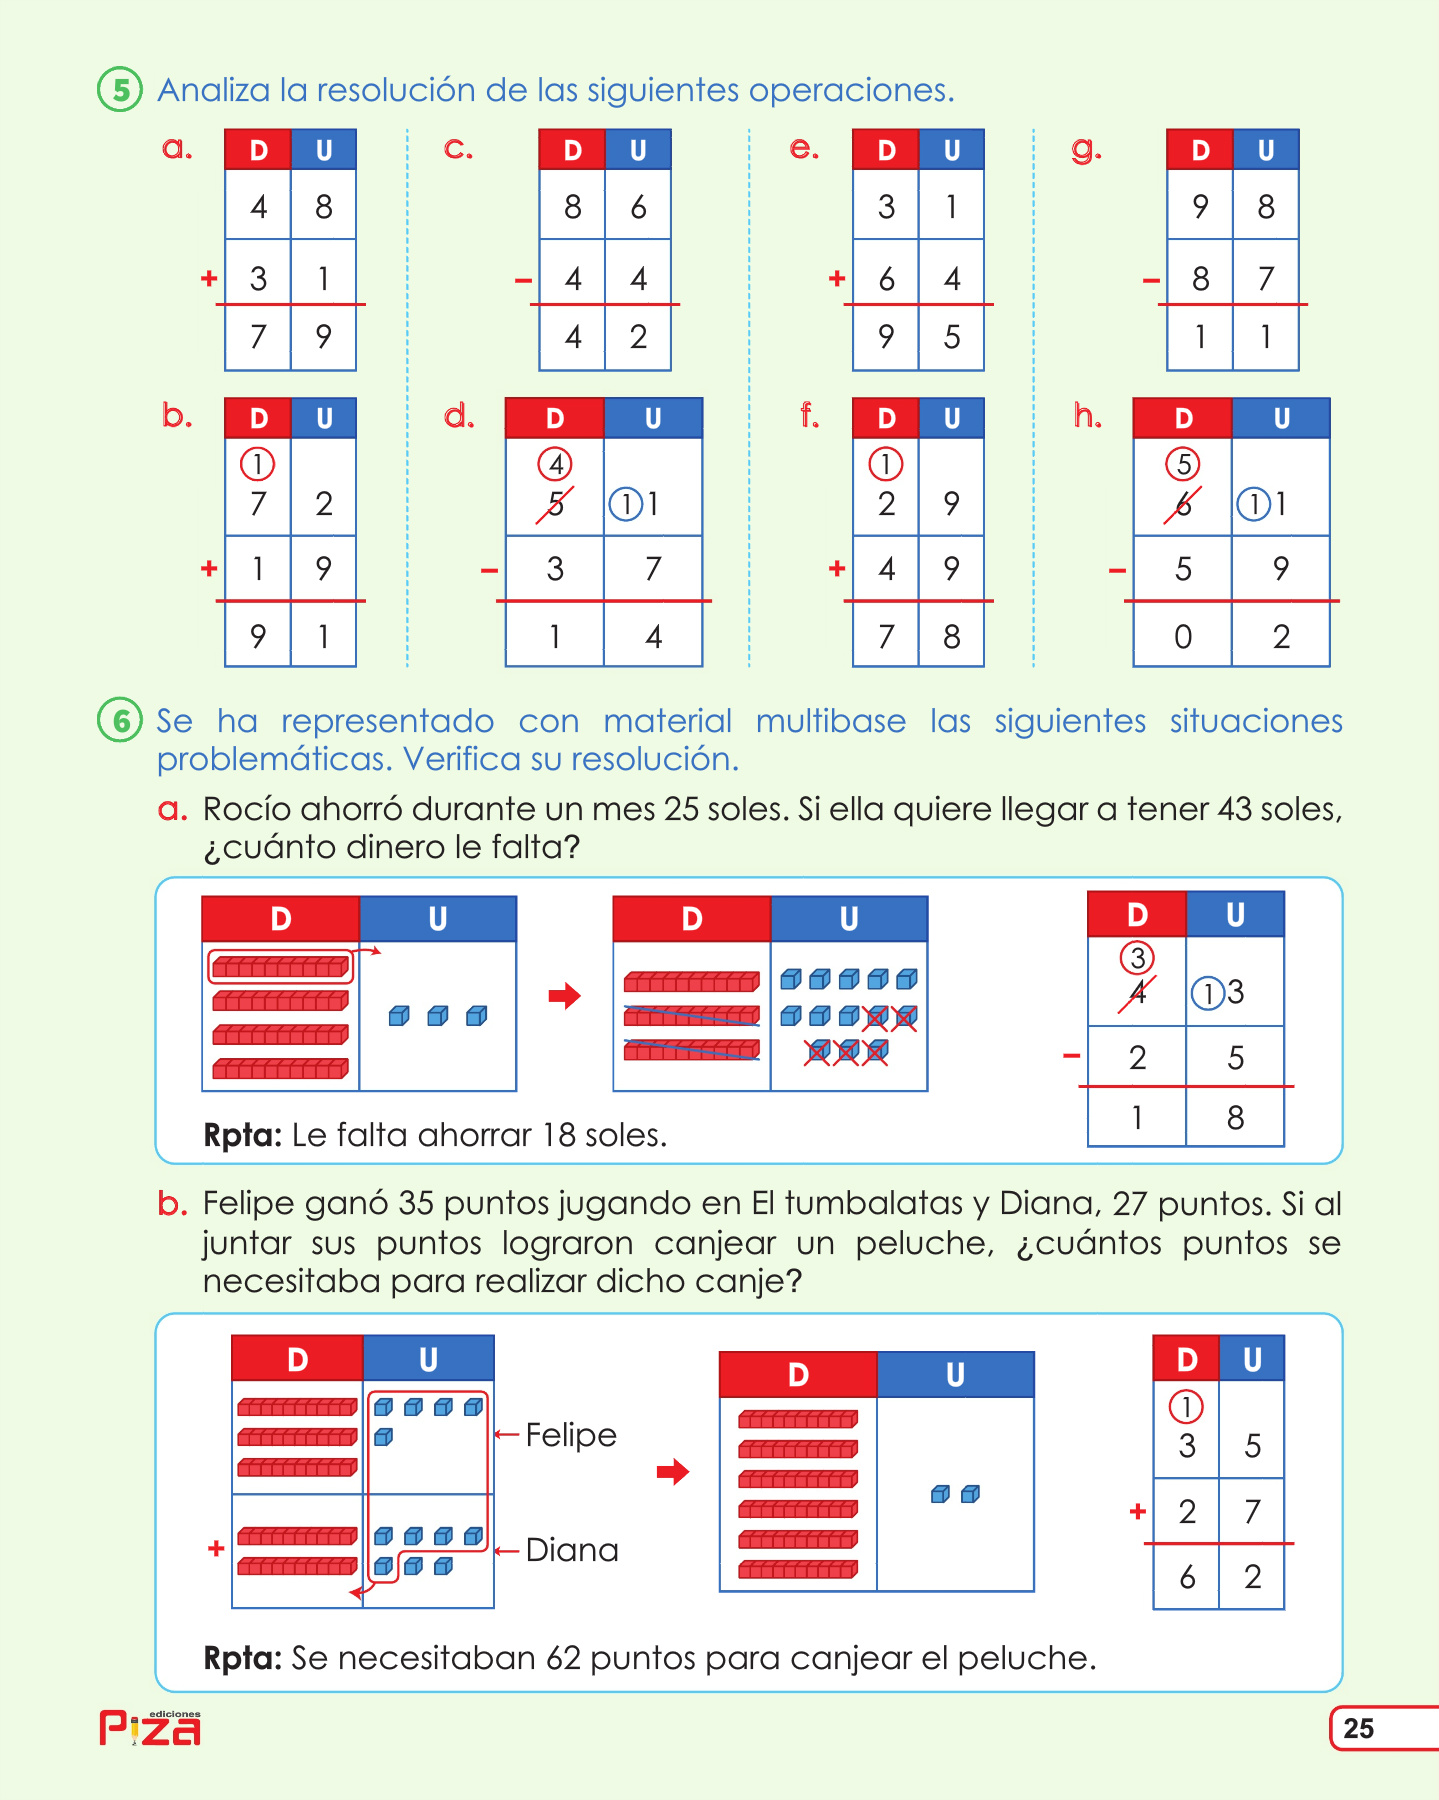 5 Analiza la resolución de las siguientes operaciones.
a. D U
4 8
+ 3 1
7 9
c. D U
8 6
– 4 4
4 2
e. D U
3 1
+ 6 4
9 5
g. D U
9 8
– 8 7
1 1
b. D U
1
7 2
+ 1 9
9 1
d. D U
4
5 1 1
– 3 7
1 4
f. D U
1
2 9
+ 4 9
7 8
h. D U
5
6 1 1
– 5 9
0 2
6 Se ha representado con material multibase las siguientes situaciones
problemáticas. Verifica su resolución.
a. Rocío ahorró durante un mes 25 soles. Si ella quiere llegar a tener 43 soles,
¿cuánto dinero le falta?
D U
D U
D U
3
4 1 3
– 2 5
1 8
Rpta: Le falta ahorrar 18 soles.
b. Felipe ganó 35 puntos jugando en El tumbalatas y Diana, 27 puntos. Si al
juntar sus puntos lograron canjear un peluche, ¿cuántos puntos se
necesitaba para realizar dicho canje?
D U
Felipe
+ Diana
D U
D U
1
3 5
+ 2 7
6 2
Rpta: Se necesitaban 62 puntos para canjear el peluche.
ediciones
Piza
25